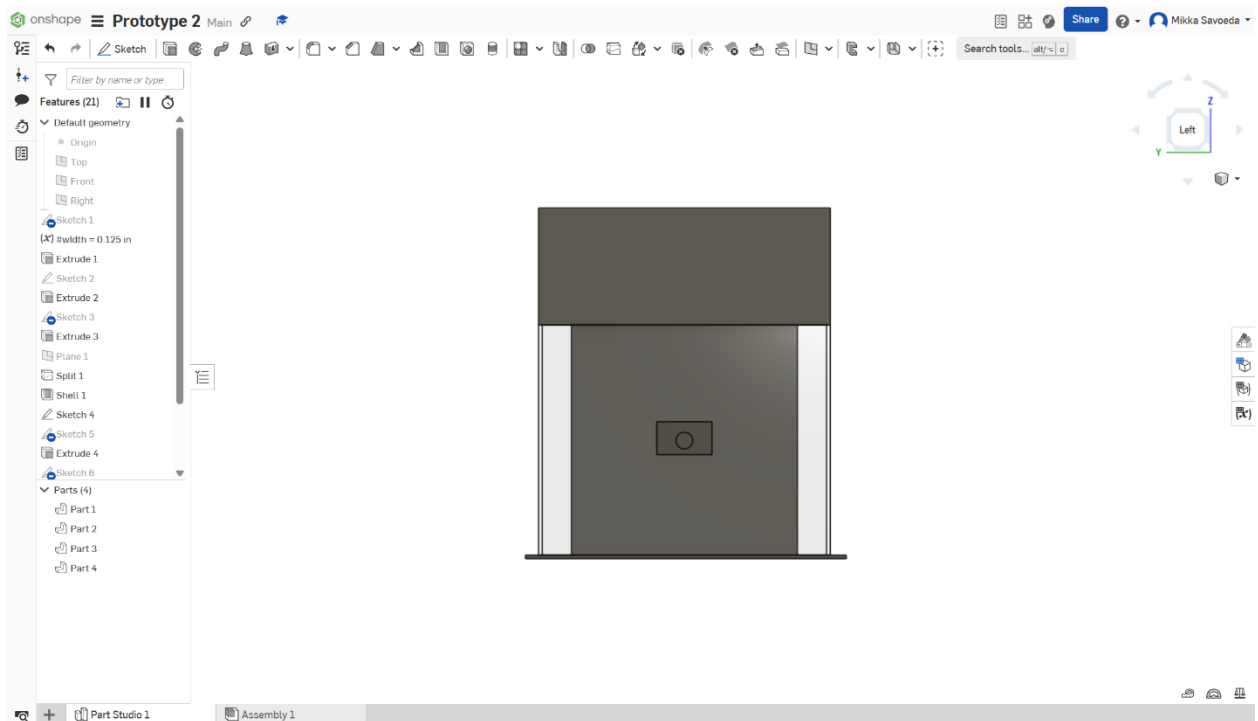 onshape Prototype 2 Main Share Mikka Savoeda
Sketch Search tools... alt/⌥ c
Filter by name or type
Features (21)
Default geometry
Origin
Top
Front
Right
Sketch 1
(x) #width = 0.125 in
Extrude 1
Sketch 2
Extrude 2
Sketch 3
Extrude 3
Plane 1
Split 1
Shell 1
Sketch 4
Sketch 5
Extrude 4
Sketch 6
Parts (4)
Part 1
Part 2
Part 3
Part 4
Z
Left
Y
Part Studio 1 Assembly 1